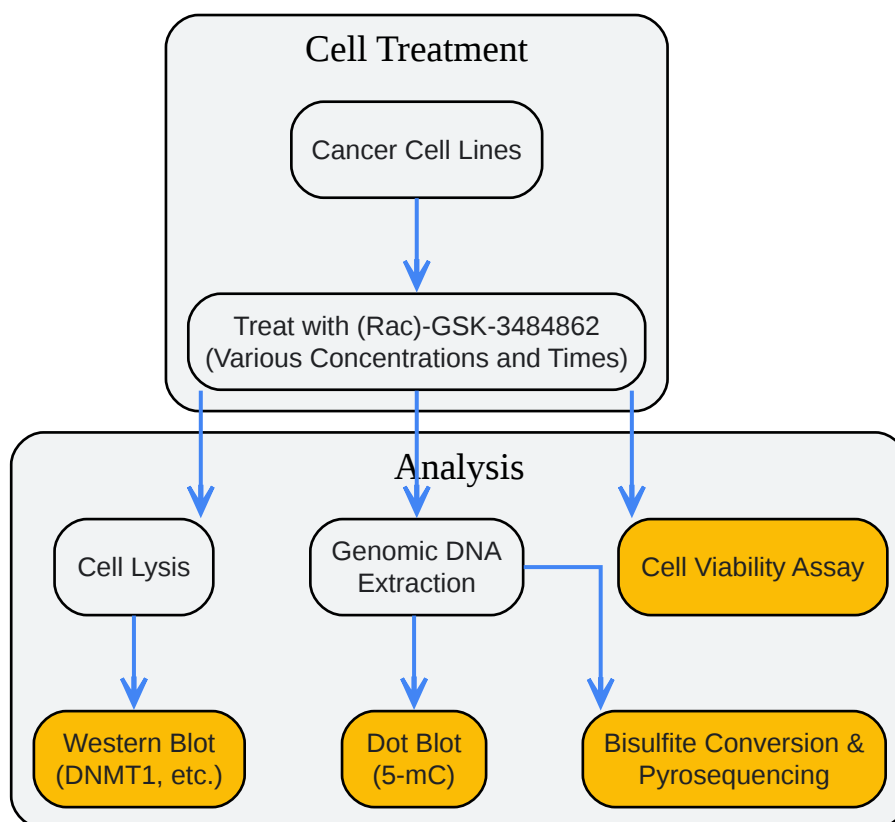 Cell Treatment
Cancer Cell Lines
Treat with (Rac)-GSK-3484862
(Various Concentrations and Times)
Analysis
Cell Lysis
Genomic DNA
Extraction
Cell Viability Assay
Western Blot
(DNMT1, etc.)
Dot Blot
(5-mC)
Bisulfite Conversion &
Pyrosequencing